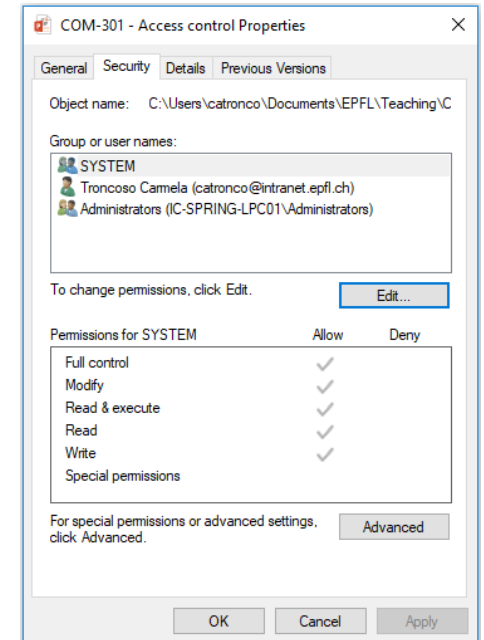 COM-301 - Access control Properties
General Security Details Previous Versions
Object name: C:\Users\catronco\Documents\EPFL\Teaching\C
Group or user names:
SYSTEM
Troncoso Carmela (catronco@intranet.epfl.ch)
Administrators (IC-SPRING-LPC01\Administrators)
To change permissions, click Edit.
Edit...
Permissions for SYSTEM Allow Deny
Full control
Modify
Read & execute
Read
Write
Special permissions
For special permissions or advanced settings,
click Advanced.
Advanced
OK Cancel Apply